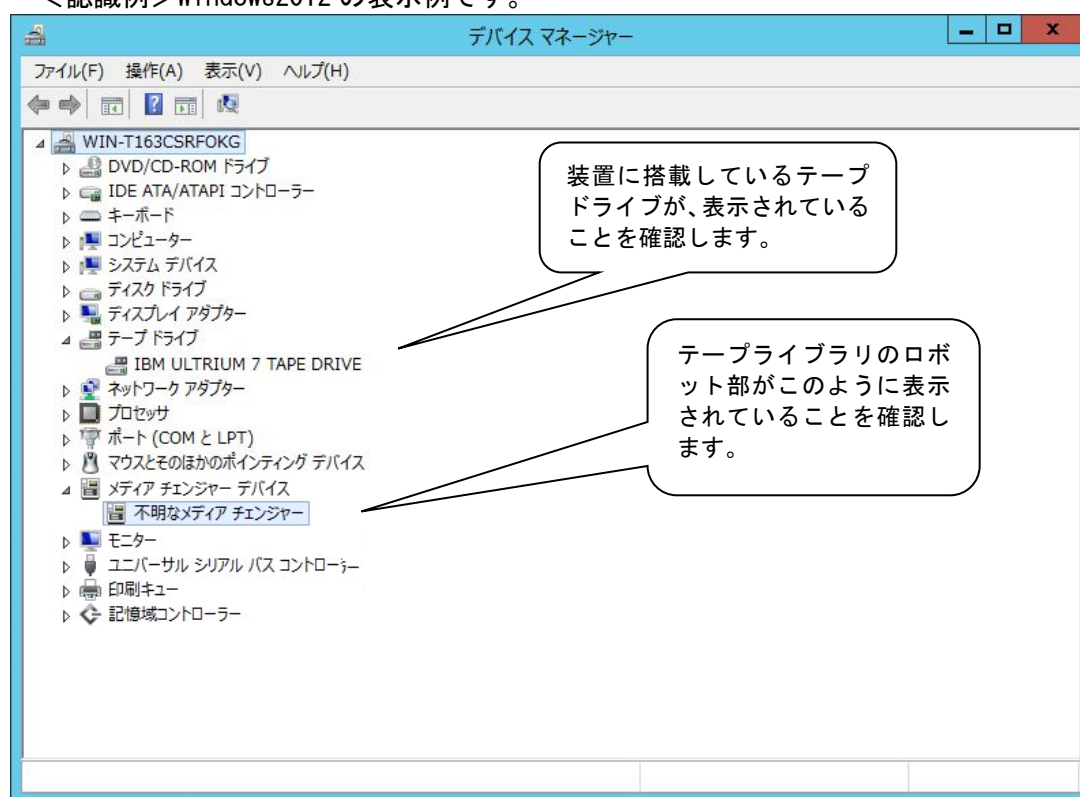 <認識例>Windows2012 の表示例です。
デバイス マネージャー
ファイル(F) 操作(A) 表示(V) ヘルプ(H)
WIN-T163CSRFOKG
DVD/CD-ROM ドライブ
IDE ATA/ATAPI コントローラー
キーボード
コンピューター
システム デバイス
ディスク ドライブ
ディスプレイ アダプター
テープ ドライブ
IBM ULTRIUM 7 TAPE DRIVE
ネットワーク アダプター
プロセッサ
ポート (COM と LPT)
マウスとそのほかのポインティング デバイス
メディア チェンジャー デバイス
不明なメディア チェンジャー
モニター
ユニバーサル シリアル バス コントローラー
印刷キュー
記憶域コントローラー
装置に搭載しているテープ
ドライブが、表示されている
ことを確認します。
テープライブラリのロボ
ット部がこのように表示
されていることを確認し
ます。